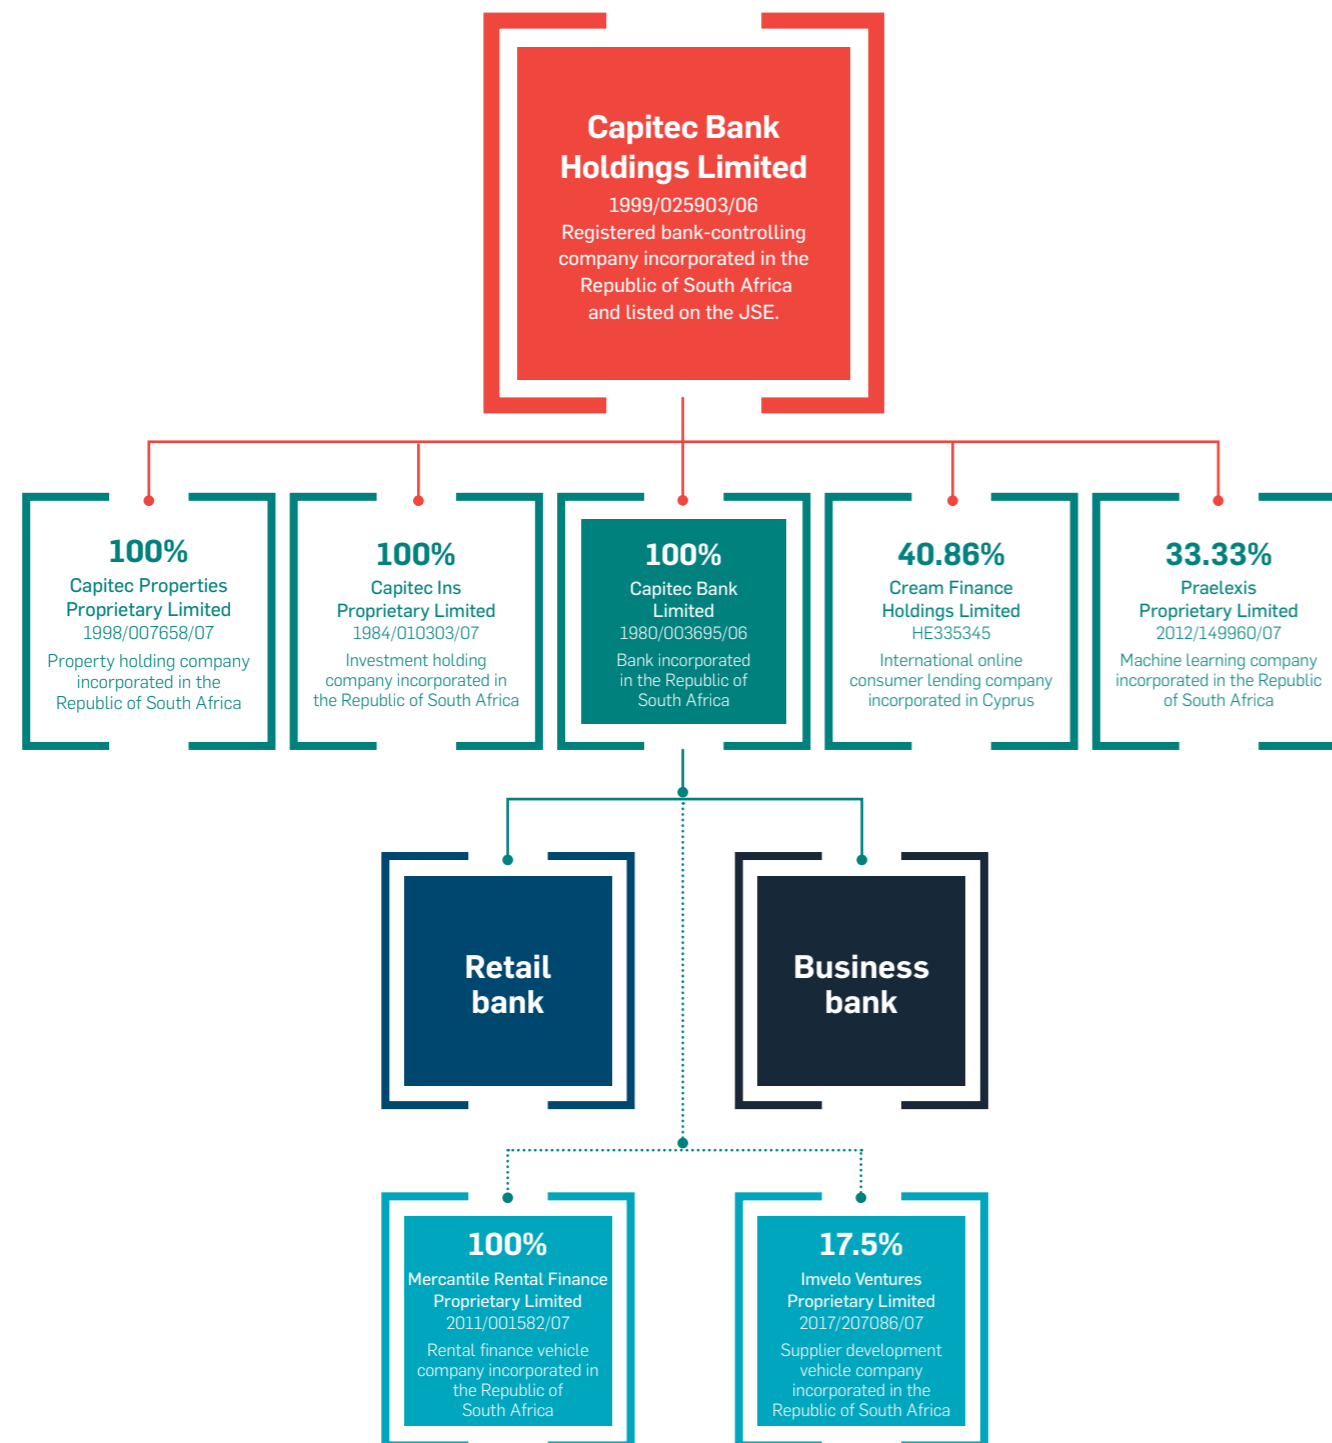 Capitec Bank
Holdings Limited
1999/025903/06
Registered bank-controlling
company incorporated in the
Republic of South Africa
and listed on the JSE.
100%
Capitec Properties
Proprietary Limited
1998/007658/07
Property holding company
incorporated in the
Republic of South Africa
100%
Capitec Ins
Proprietary Limited
1984/010303/07
Investment holding
company incorporated in
the Republic of South Africa
100%
Capitec Bank
Limited
1980/003695/06
Bank incorporated
in the Republic of
South Africa
40.86%
Cream Finance
Holdings Limited
HE335345
International online
consumer lending company
incorporated in Cyprus
33.33%
Praelexis
Proprietary Limited
2012/149960/07
Machine learning company
incorporated in the Republic
of South Africa
Retail
bank
Business
bank
100%
Mercantile Rental Finance
Proprietary Limited
2011/001582/07
Rental finance vehicle
company incorporated in
the Republic of
South Africa
17.5%
Imvelo Ventures
Proprietary Limited
2017/207086/07
Supplier development
vehicle company
incorporated in the
Republic of South Africa